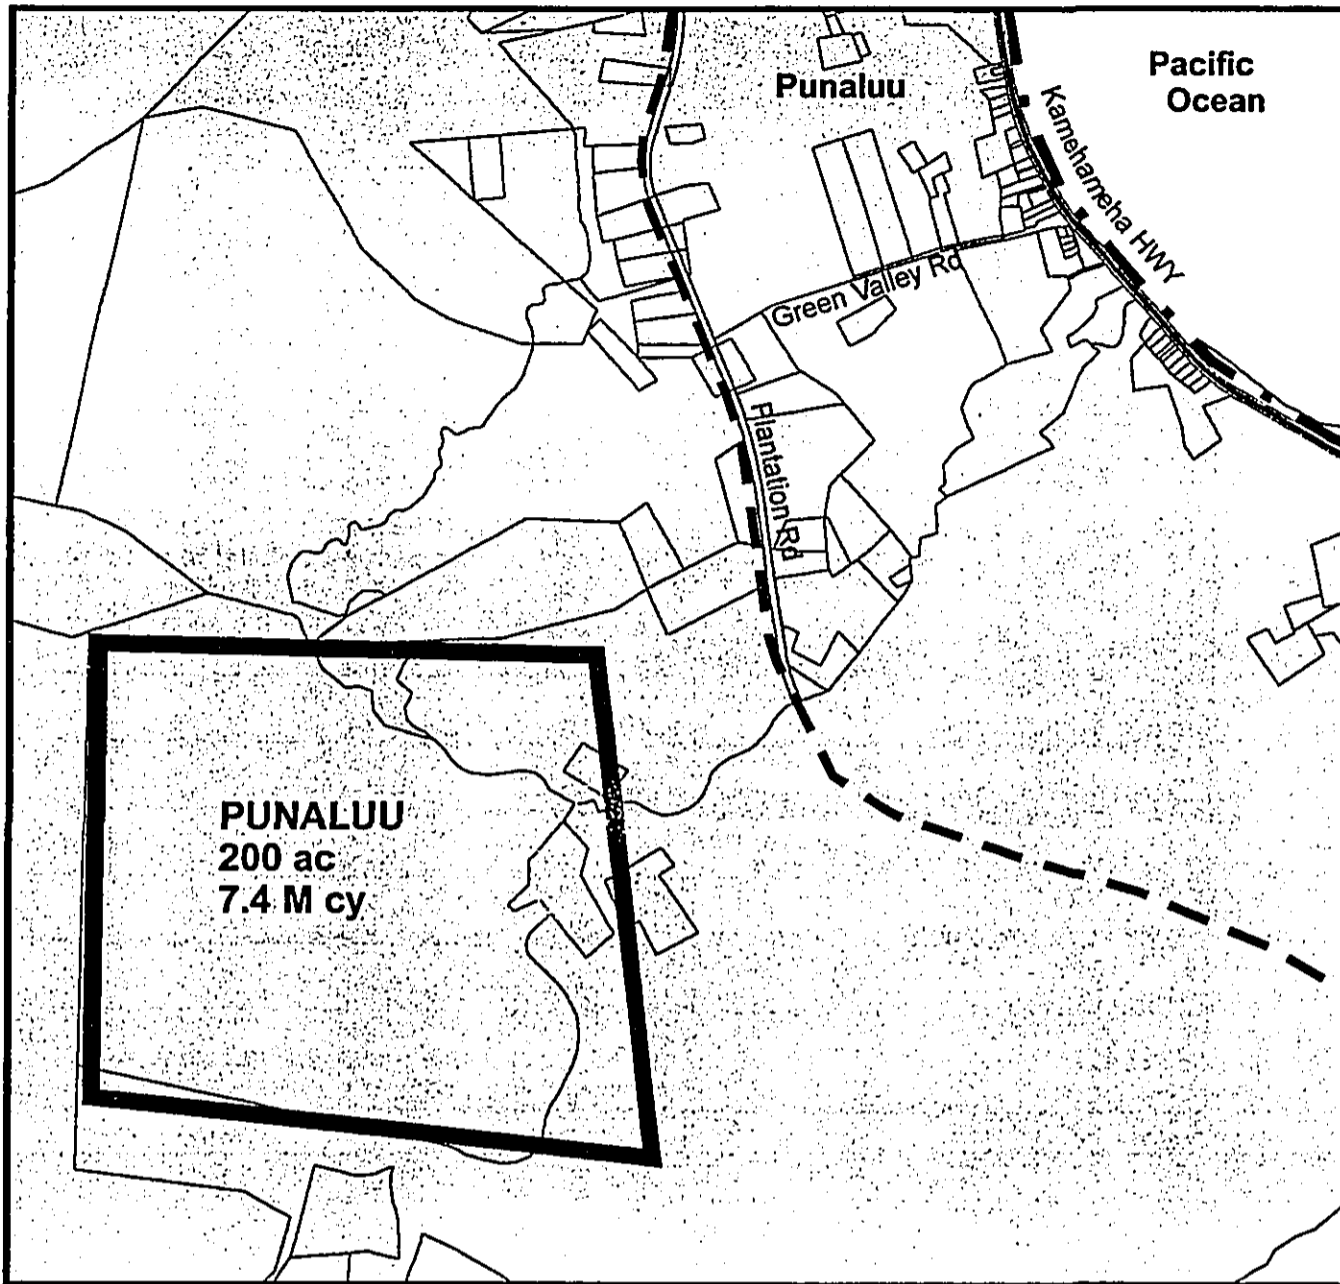 Pacific
Ocean
Punaluu
Kamehameha HWY
Green Valley Rd
Plantation Rd
PUNALUU
200 ac
7.4 M cy